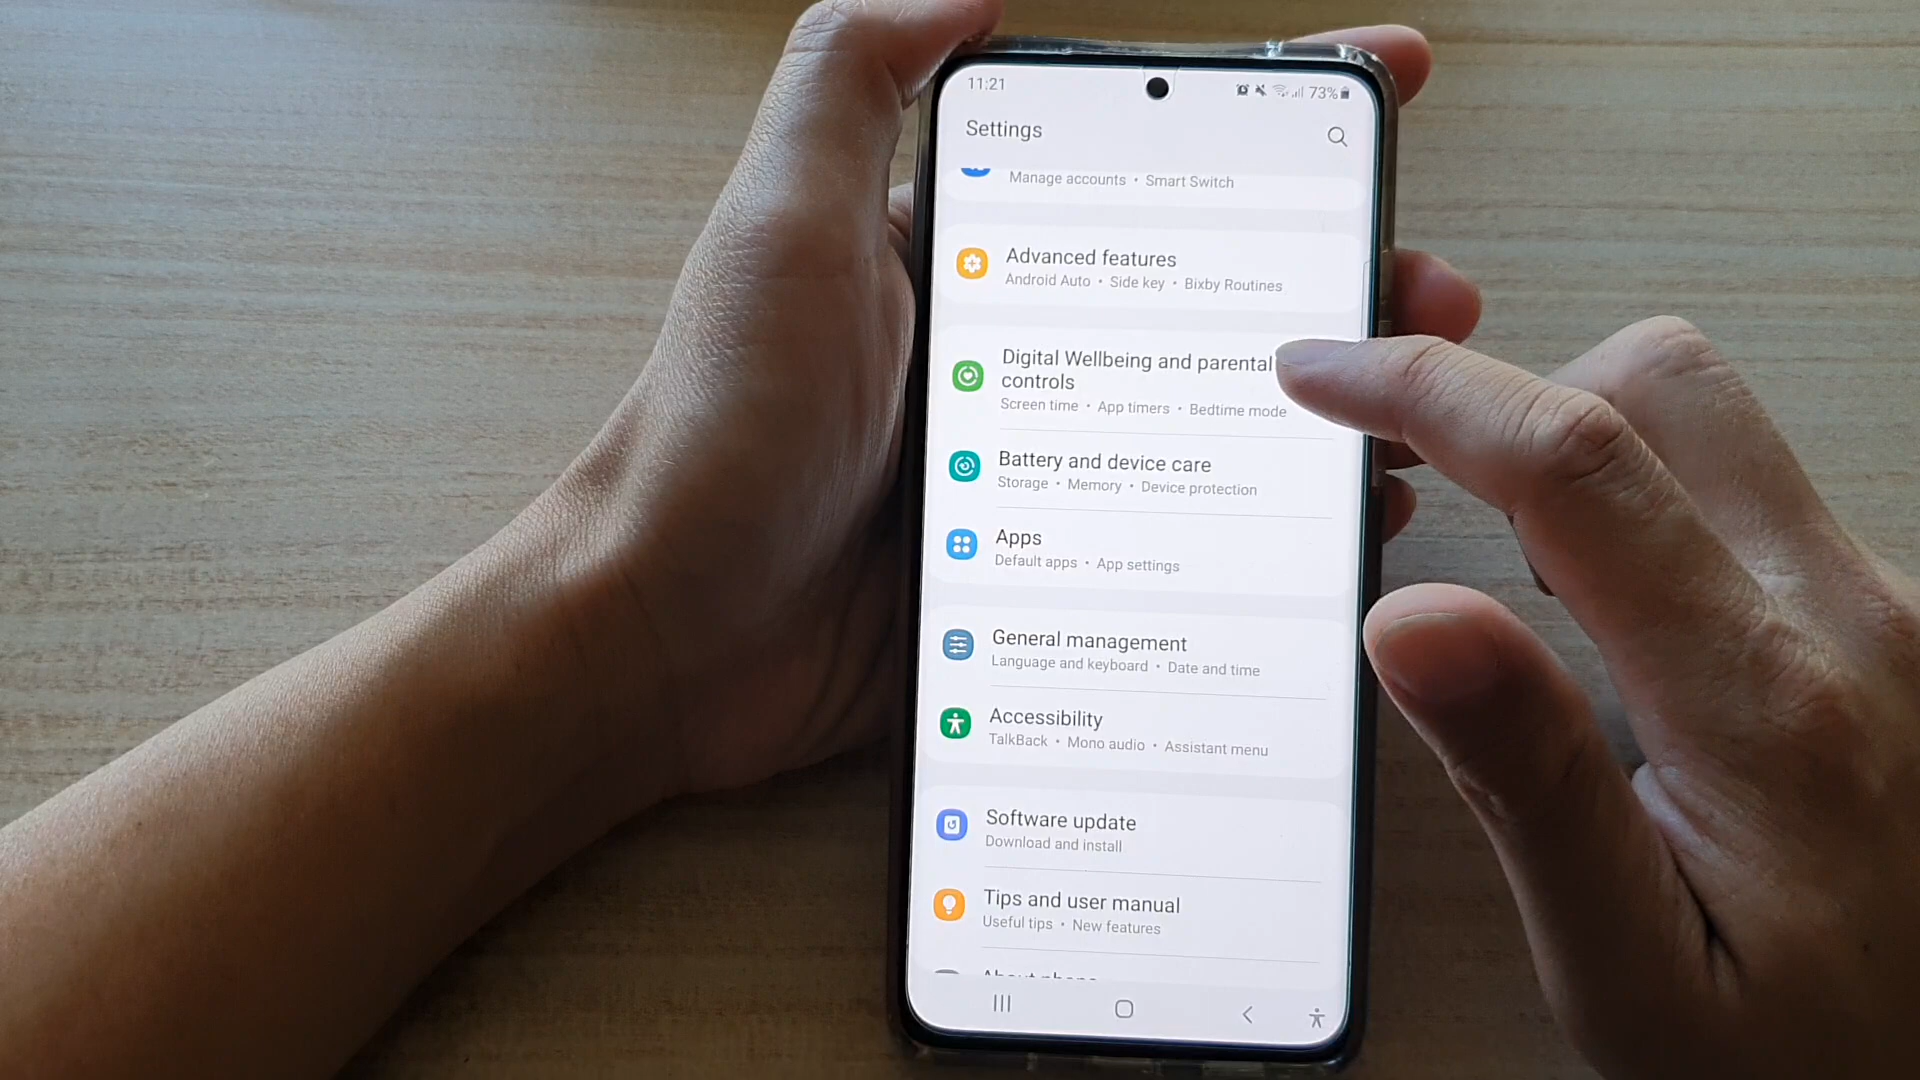 11:21
73%
Settings
Manage accounts • Smart Switch
Advanced features
Android Auto • Side key • Bixby Routines
Digital Wellbeing and parental
controls
Screen time • App timers • Bedtime mode
Battery and device care
Storage • Memory • Device protection
Apps
Default apps • App settings
General management
Language and keyboard • Date and time
Accessibility
TalkBack • Mono audio • Assistant menu
Software update
Download and install
Tips and user manual
Useful tips • New features
About phone